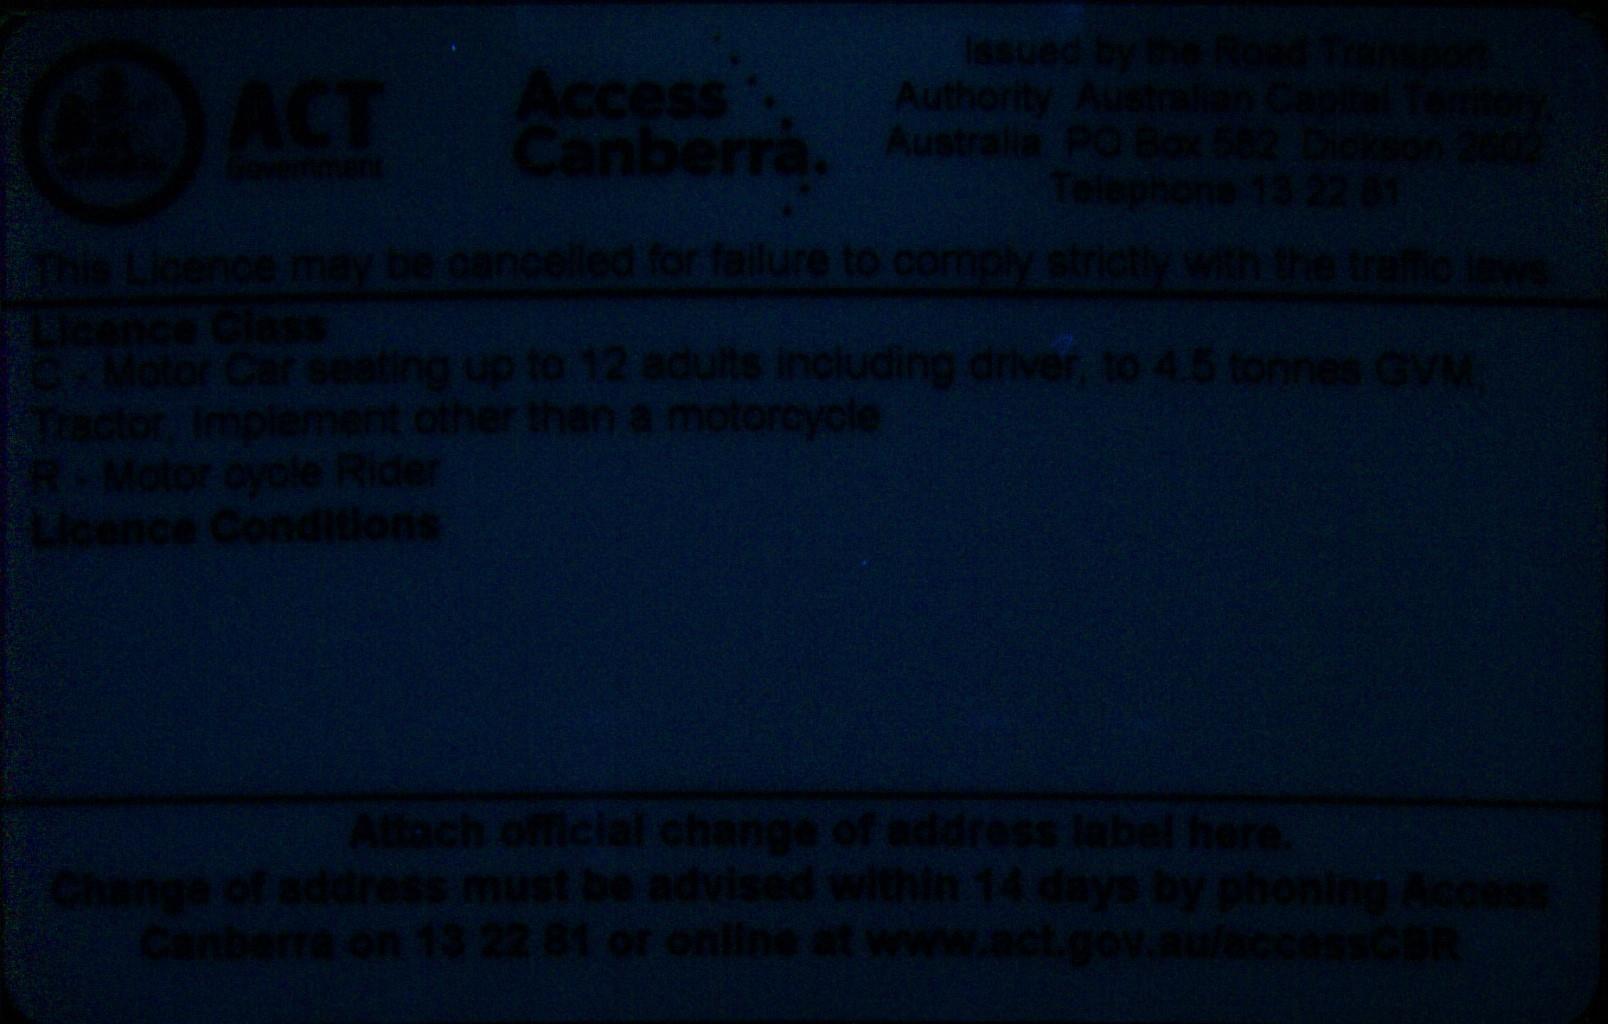 ACT
Government
Access
Canberra.
Issued by the Road Transport
Authority Australian Capital Territory,
Australia PO Box 582 Dickson 2602
Telephone 13 22 81
This Licence may be cancelled for failure to comply strictly with the traffic laws
Licence Class
C - Motor Car seating up to 12 adults including driver, to 4.5 tonnes GVM,
Tractor, Implement other than a motorcycle
R - Motor cycle Rider
Licence Conditions
Attach official change of address label here.
Change of address must be advised within 14 days by phoning Access
Canberra on 13 22 81 or online at www.act.gov.au/accessCBR